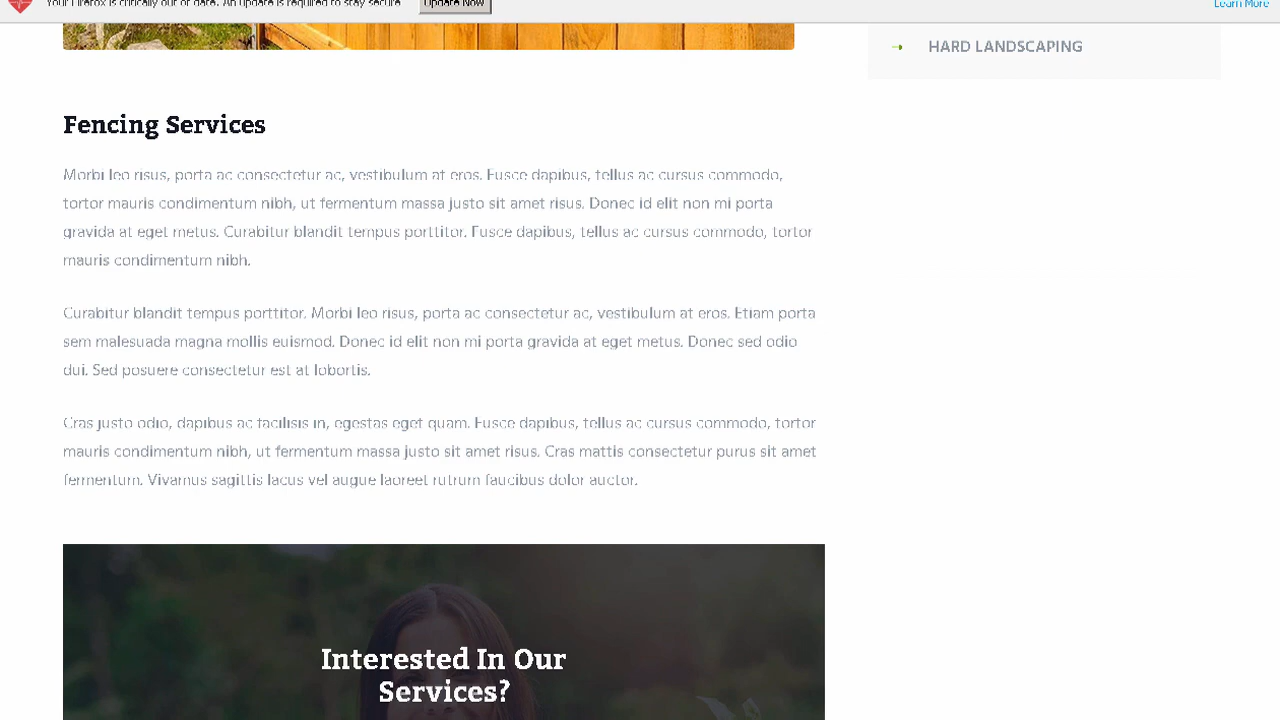 Your Firefox is critically out of date. An update is required to stay secure.
Update Now
Learn More
HARD LANDSCAPING
Fencing Services
Morbi leo risus, porta ac consectetur ac, vestibulum at eros. Fusce dapibus, tellus ac cursus commodo,
tortor mauris condimentum nibh, ut fermentum massa justo sit amet risus. Donec id elit non mi porta
gravida at eget metus. Curabitur blandit tempus porttitor. Fusce dapibus, tellus ac cursus commodo, tortor
mauris condimentum nibh.
Curabitur blandit tempus porttitor. Morbi leo risus, porta ac consectetur ac, vestibulum at eros. Etiam porta
sem malesuada magna mollis euismod. Donec id elit non mi porta gravida at eget metus. Donec sed odio
dui. Sed posuere consectetur est at lobortis.
Cras justo odio, dapibus ac facilisis in, egestas eget quam. Fusce dapibus, tellus ac cursus commodo, tortor
mauris condimentum nibh, ut fermentum massa justo sit amet risus. Cras mattis consectetur purus sit amet
fermentum. Vivamus sagittis lacus vel augue laoreet rutrum faucibus dolor auctor.
Interested In Our
Services?